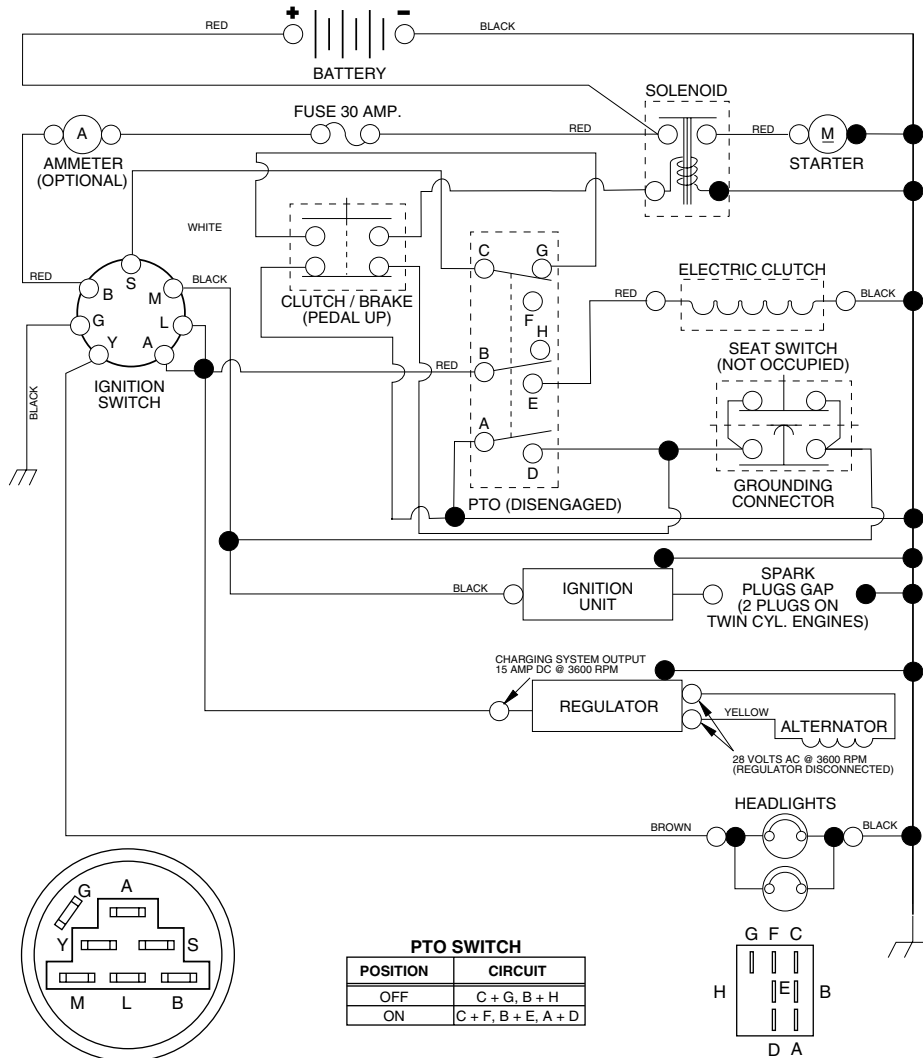 + -
RED
BLACK
BATTERY
SOLENOID
FUSE 30 AMP.
A
RED
RED
M
AMMETER
(OPTIONAL)
STARTER
WHITE
S
RED
B
M
BLACK
G
L
Y
A
IGNITION
SWITCH
BLACK
CLUTCH / BRAKE
(PEDAL UP)
C
G
F
H
B
RED
E
A
D
PTO (DISENGAGED)
ELECTRIC CLUTCH
RED
BLACK
SEAT SWITCH
(NOT OCCUPIED)
GROUNDING
CONNECTOR
BLACK
IGNITION
UNIT
SPARK
PLUGS GAP
(2 PLUGS ON
TWIN CYL. ENGINES)
CHARGING SYSTEM OUTPUT
15 AMP DC @ 3600 RPM
REGULATOR
YELLOW
ALTERNATOR
28 VOLTS AC @ 3600 RPM
(REGULATOR DISCONNECTED)
HEADLIGHTS
BROWN
BLACK
G A
Y S
M L B
PTO SWITCH
POSITION CIRCUIT
OFF C + G, B + H
ON C + F, B + E, A + D
G F C
H E B
D A